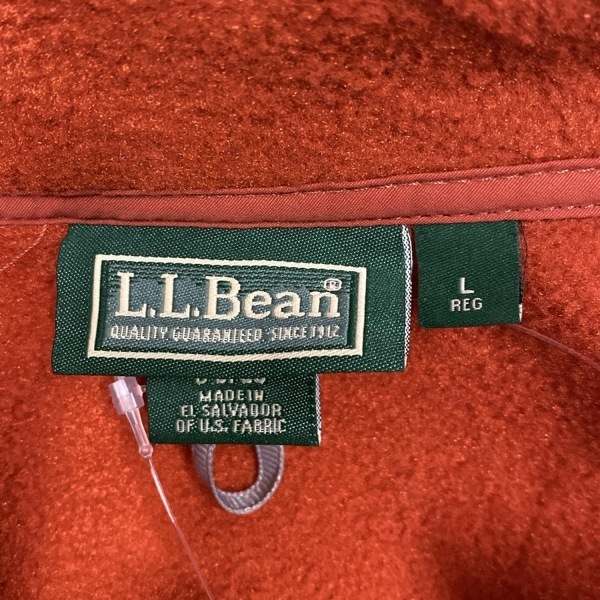 L.L.Bean®
QUALITY GUARANTEED SINCE 1912
L
REG
MADE IN
EL SALVADOR
OF U.S. FABRIC